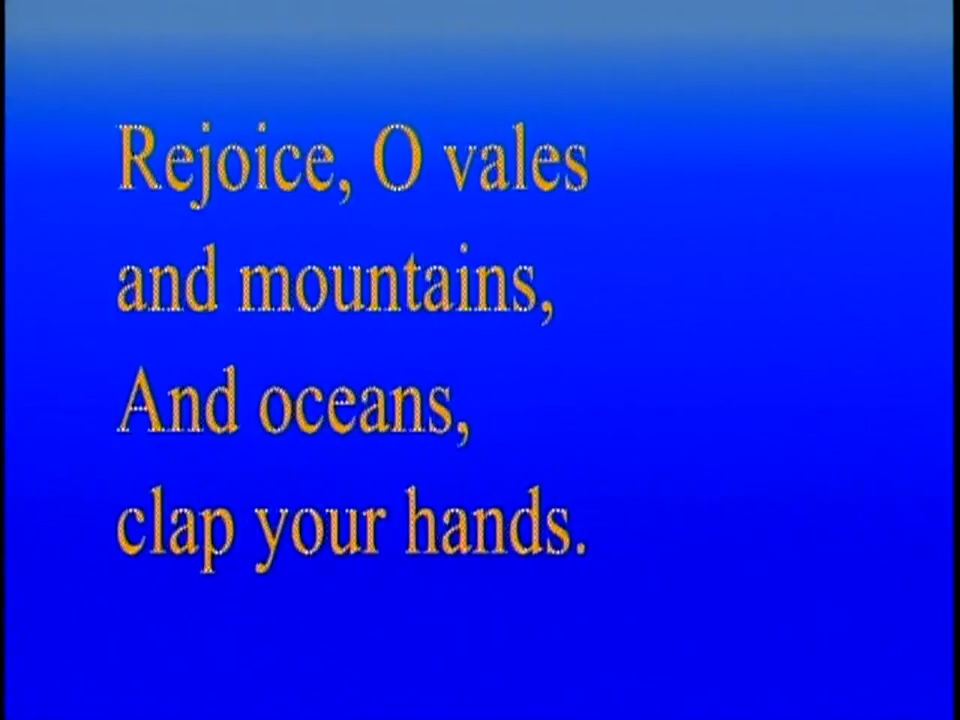 Rejoice, O vales
and mountains,
And oceans,
clap your hands.